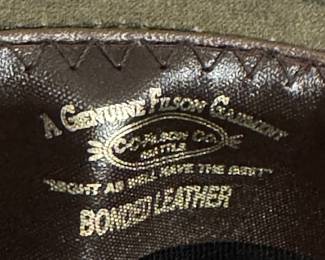 A GENUINE FILSON GARMENT
C·C·FILSON CO
SEATTLE
"MIGHT AS WELL HAVE THE BEST"
BONDED LEATHER